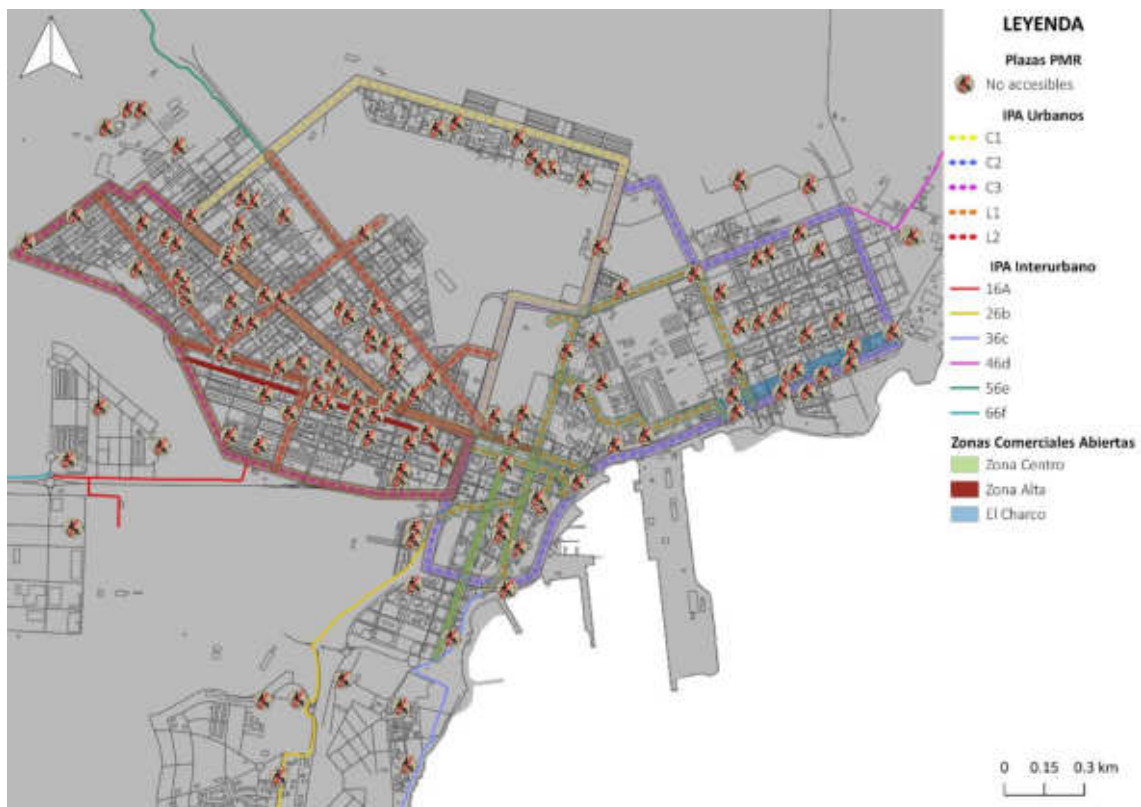 LEYENDA
Plazas PMR
No accesibles
IPA Urbanos
C1
C2
C3
L1
L2
IPA Interurbano
16A
26b
36c
46d
56e
66f
Zonas Comerciales Abiertas
Zona Centro
Zona Alta
El Charco
0 0.15 0.3 km